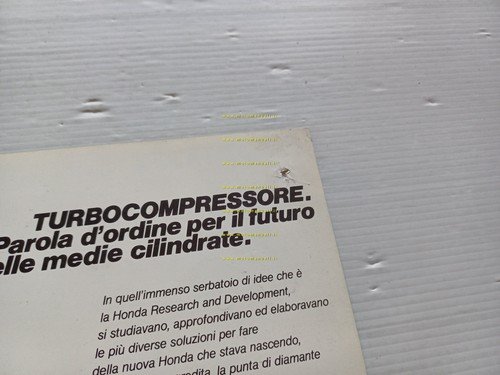 TURBOCOMPRESSORE.
Parola d'ordine per il futuro
elle medie cilindrate.
In quell'immenso serbatoio di idee che è
la Honda Research and Development,
si studiavano, approfondivano ed elaboravano
le più diverse soluzioni per fare
della nuova Honda che stava nascendo,
la punta di diamante